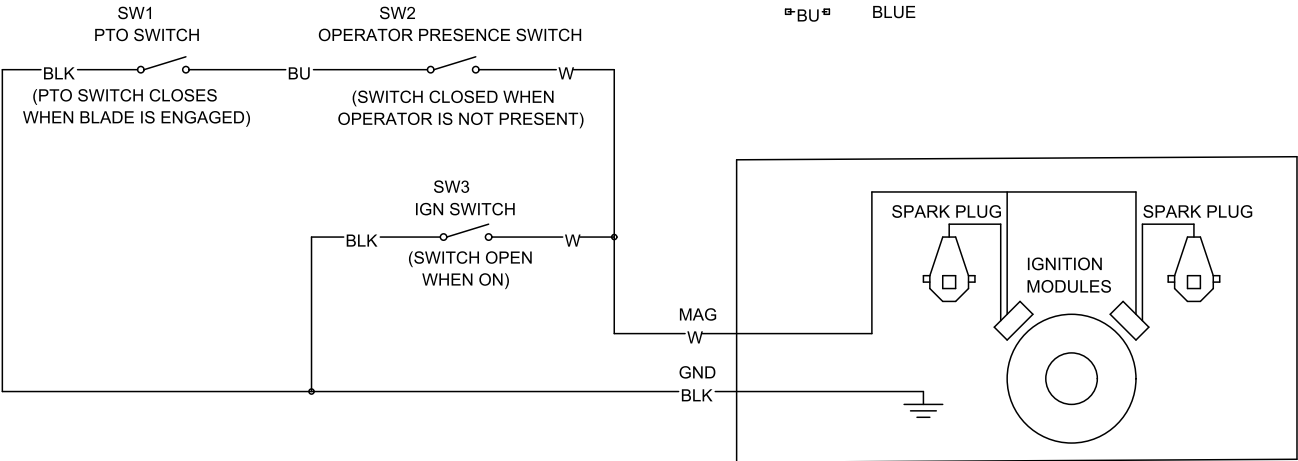 SW1
PTO SWITCH
SW2
OPERATOR PRESENCE SWITCH
BU BLUE
BLK
BU
W
(PTO SWITCH CLOSES
WHEN BLADE IS ENGAGED)
(SWITCH CLOSED WHEN
OPERATOR IS NOT PRESENT)
SW3
IGN SWITCH
BLK
W
(SWITCH OPEN
WHEN ON)
SPARK PLUG
SPARK PLUG
IGNITION
MODULES
MAG
W
GND
BLK